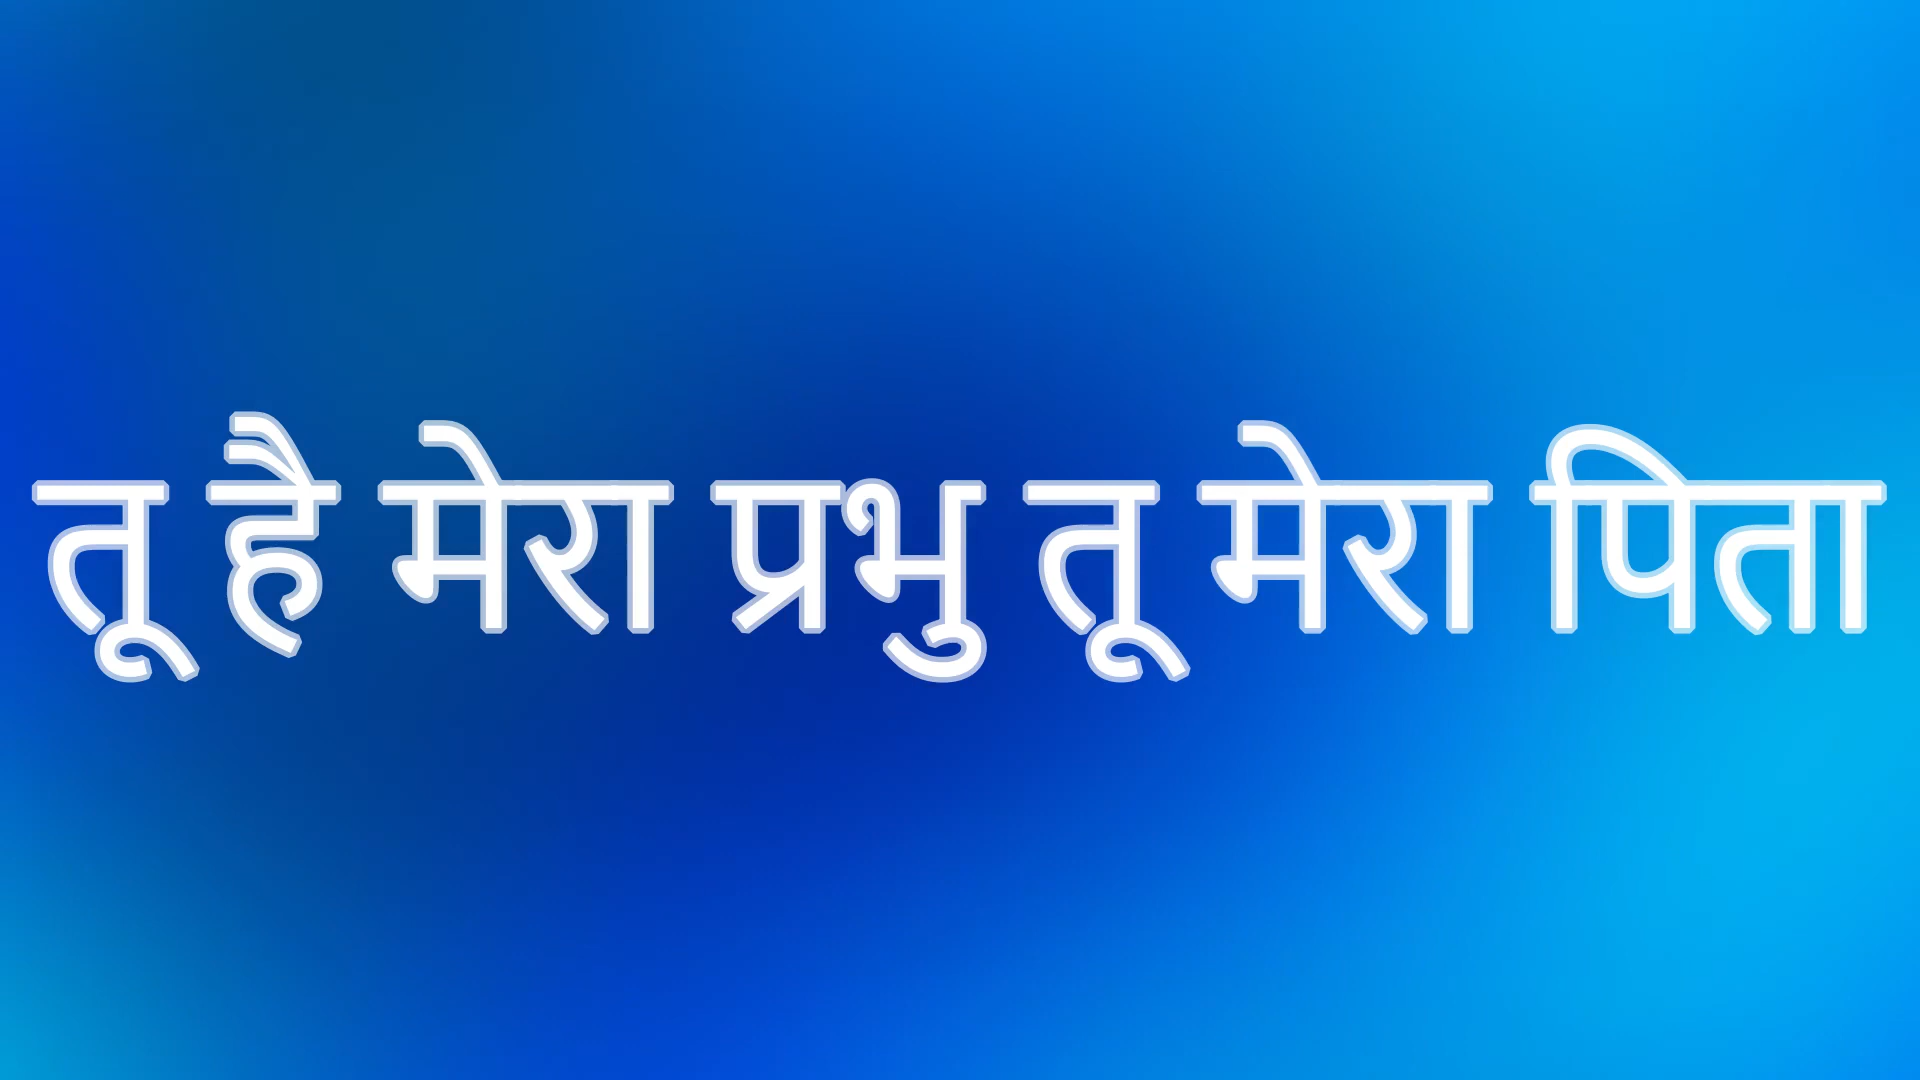 तू है मेरा प्रभु तू मेरा पिता